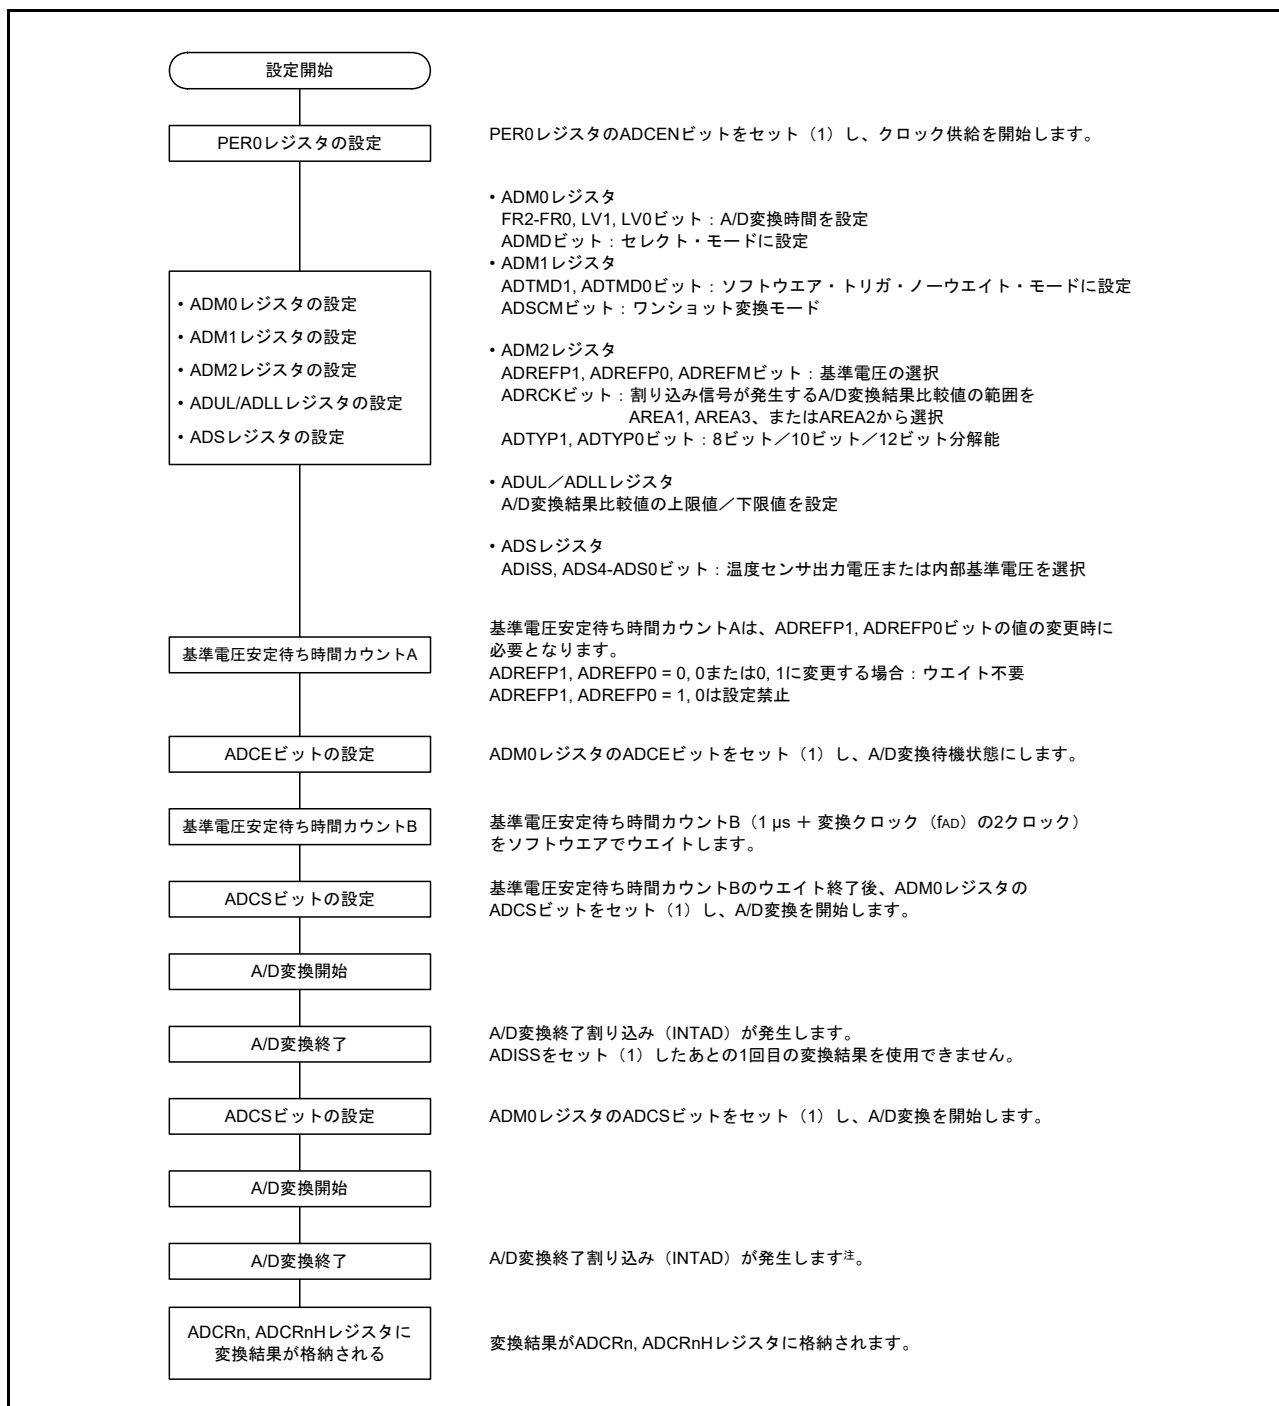 設定開始
PER0レジスタの設定
PER0レジスタのADCENビットをセット（1）し、クロック供給を開始します。
• ADM0レジスタの設定
• ADM1レジスタの設定
• ADM2レジスタの設定
• ADUL/ADLLレジスタの設定
• ADSレジスタの設定
• ADM0レジスタ
FR2-FR0, LV1, LV0ビット：A/D変換時間を設定
ADMDビット：セレクト・モードに設定
• ADM1レジスタ
ADTMD1, ADTMD0ビット：ソフトウエア・トリガ・ノーウエイト・モードに設定
ADSCMビット：ワンショット変換モード
• ADM2レジスタ
ADREFP1, ADREFP0, ADREFMビット：基準電圧の選択
ADRCKビット：割り込み信号が発生するA/D変換結果比較値の範囲を
AREA1, AREA3、またはAREA2から選択
ADTYP1, ADTYP0ビット：8ビット／10ビット／12ビット分解能
• ADUL／ADLLレジスタ
A/D変換結果比較値の上限値／下限値を設定
• ADSレジスタ
ADISS, ADS4-ADS0ビット：温度センサ出力電圧または内部基準電圧を選択
基準電圧安定待ち時間カウントA
基準電圧安定待ち時間カウントAは、ADREFP1, ADREFP0ビットの値の変更時に
必要となります。
ADREFP1, ADREFP0 = 0, 0または0, 1に変更する場合：ウエイト不要
ADREFP1, ADREFP0 = 1, 0は設定禁止
ADCEビットの設定
ADM0レジスタのADCEビットをセット（1）し、A/D変換待機状態にします。
基準電圧安定待ち時間カウントB
基準電圧安定待ち時間カウントB（1 µs ＋ 変換クロック（fAD）の2クロック）
をソフトウエアでウエイトします。
ADCSビットの設定
基準電圧安定待ち時間カウントBのウエイト終了後、ADM0レジスタの
ADCSビットをセット（1）し、A/D変換を開始します。
A/D変換開始
A/D変換終了
A/D変換終了割り込み（INTAD）が発生します。
ADISSをセット（1）したあとの1回目の変換結果を使用できません。
ADCSビットの設定
ADM0レジスタのADCSビットをセット（1）し、A/D変換を開始します。
A/D変換開始
A/D変換終了
A/D変換終了割り込み（INTAD）が発生します注。
ADCRn, ADCRnHレジスタに
変換結果が格納される
変換結果がADCRn, ADCRnHレジスタに格納されます。